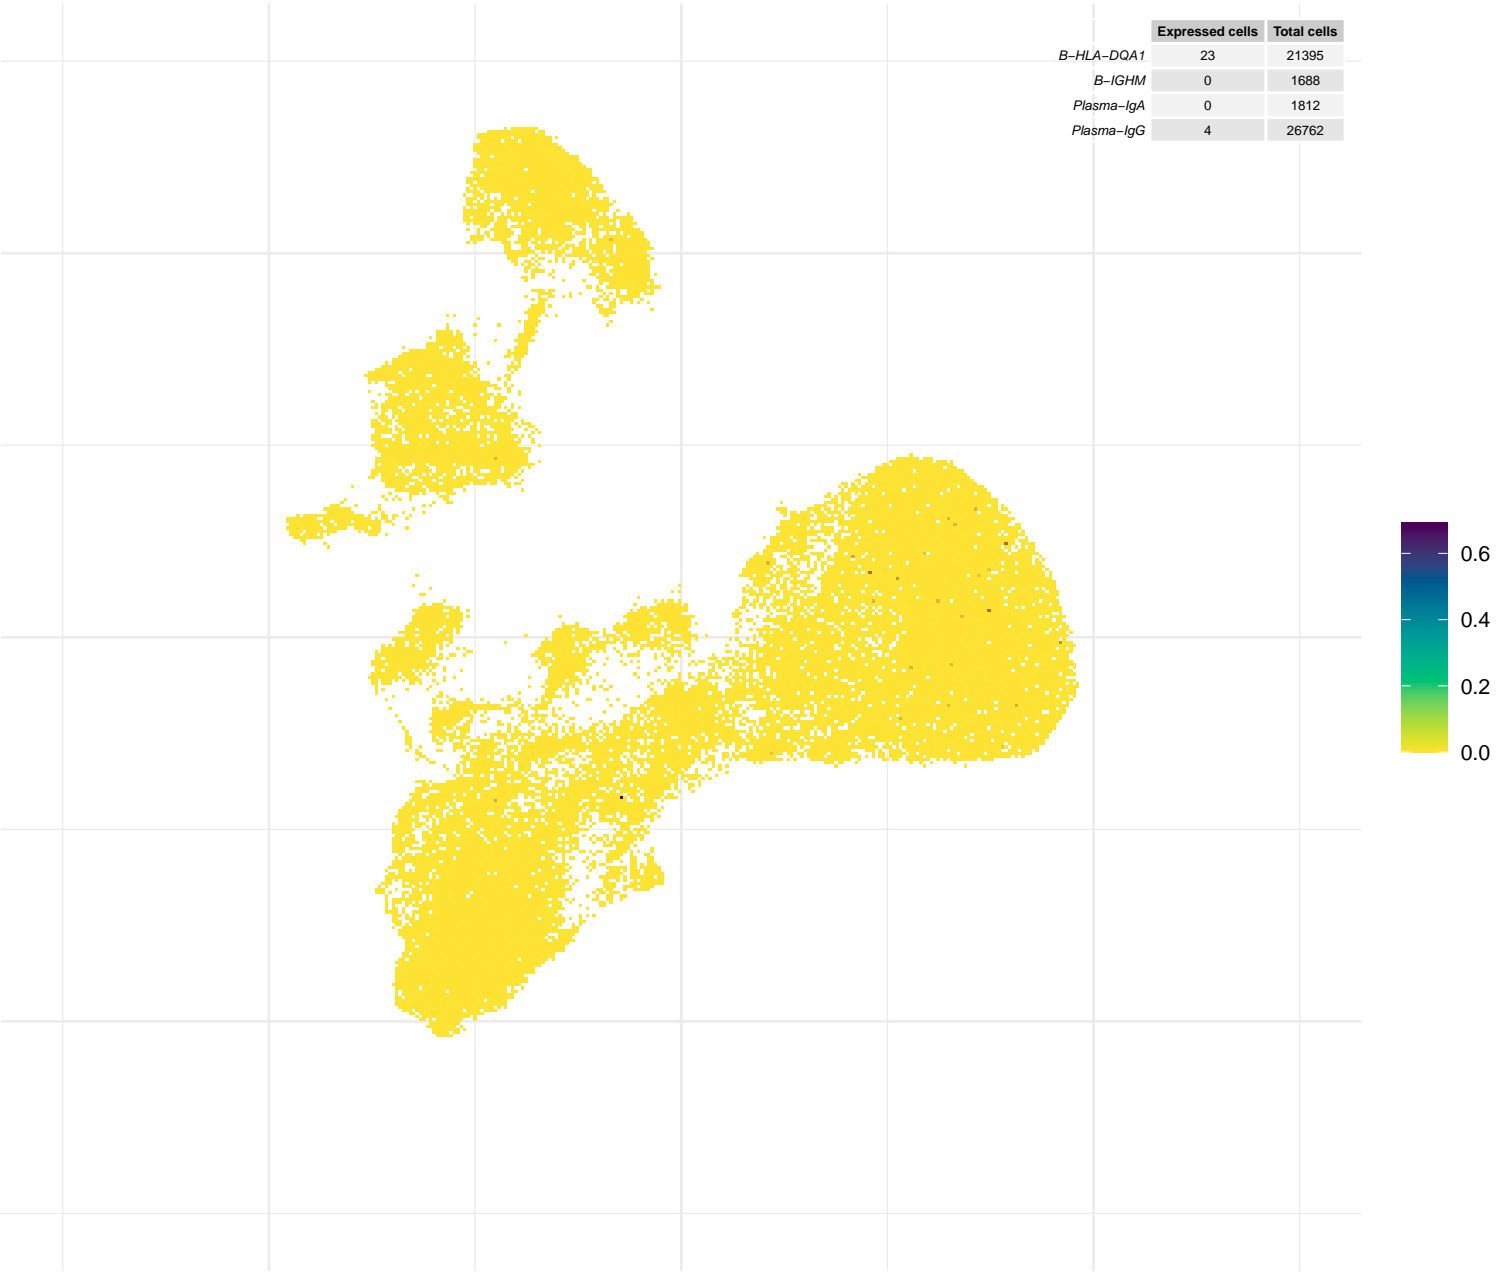 Expressed cells Total cells
B-HLA-DQA1 23 21395
B-IGHM 0 1688
Plasma-IgA 0 1812
Plasma-IgG 4 26762
0.6
0.4
0.2
0.0